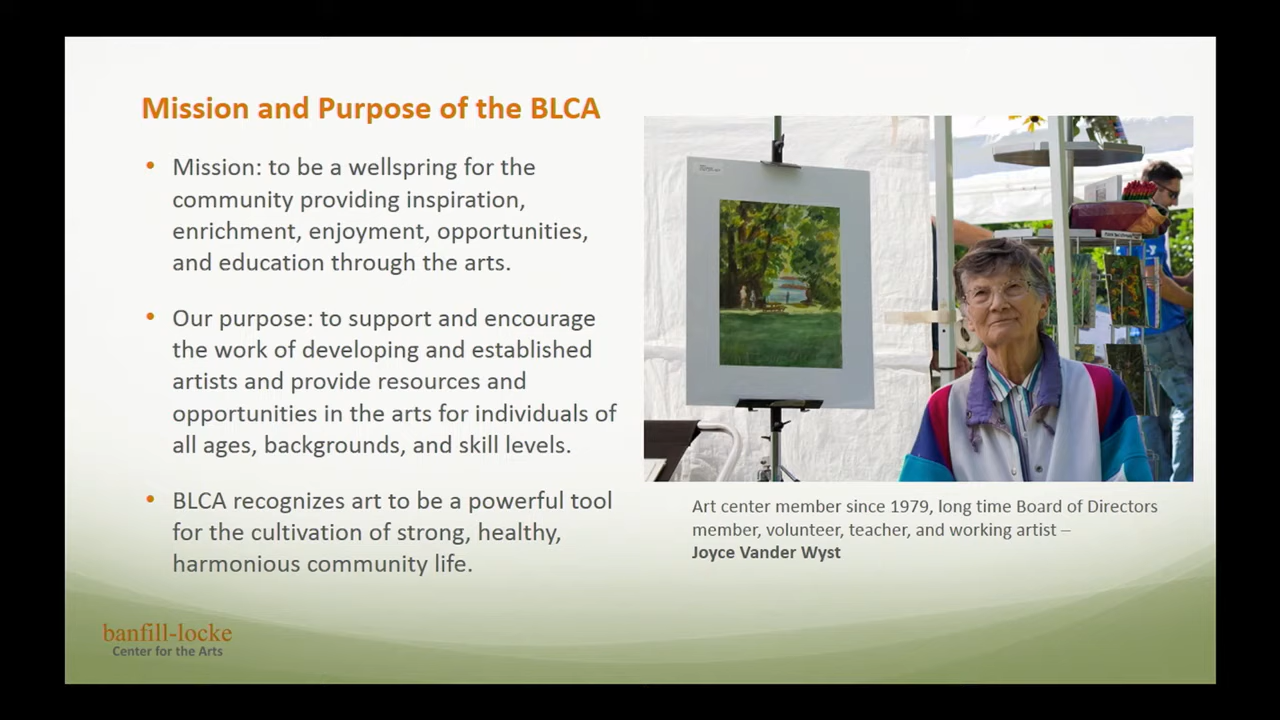 Mission and Purpose of the BLCA
• Mission: to be a wellspring for the
community providing inspiration,
enrichment, enjoyment, opportunities,
and education through the arts.
• Our purpose: to support and encourage
the work of developing and established
artists and provide resources and
opportunities in the arts for individuals of
all ages, backgrounds, and skill levels.
• BLCA recognizes art to be a powerful tool
for the cultivation of strong, healthy,
harmonious community life.
Art center member since 1979, long time Board of Directors
member, volunteer, teacher, and working artist –
Joyce Vander Wyst
banfill-locke
Center for the Arts